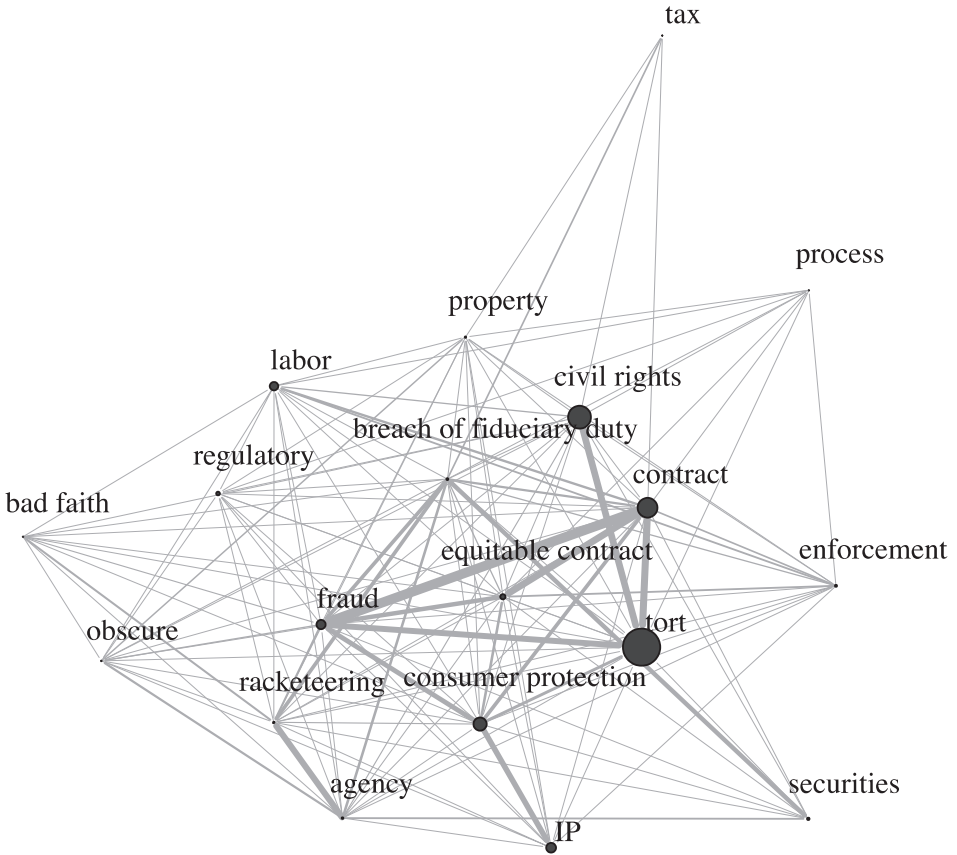 tax
process
property
labor
civil rights
breach of fiduciary duty
regulatory
contract
bad faith
equitable contract
enforcement
fraud
tort
obscure
racketeering
consumer protection
agency
securities
IP